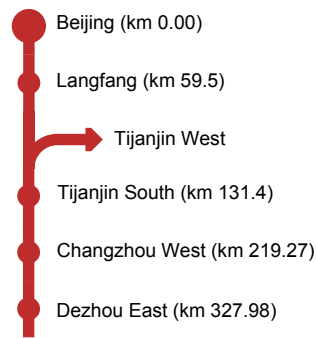 Beijing (km 0.00)
Langfang (km 59.5)
Tijanjin West
Tijanjin South (km 131.4)
Changzhou West (km 219.27)
Dezhou East (km 327.98)